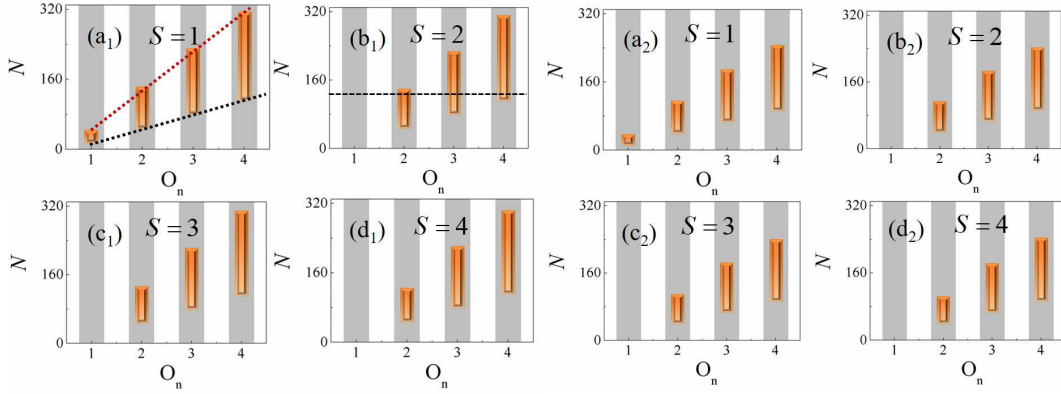 320
160
0
N
(a1)
S = 1
1 2 3 4
On
320
160
0
N
(b1)
S = 2
1 2 3 4
On
320
160
0
N
(a2)
S = 1
1 2 3 4
On
320
160
0
N
(b2)
S = 2
1 2 3 4
On
320
160
0
N
(c1)
S = 3
1 2 3 4
On
320
160
0
N
(d1)
S = 4
1 2 3 4
On
320
160
0
N
(c2)
S = 3
1 2 3 4
On
320
160
0
N
(d2)
S = 4
1 2 3 4
On